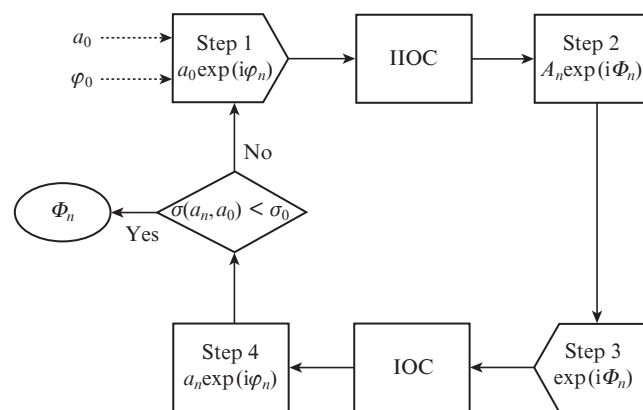 a₀
φ₀
Step 1
a₀exp(iφₙ)
IIOC
Step 2
Aₙexp(iΦₙ)
No
Φₙ
Yes
σ(aₙ,a₀) < σ₀
Step 4
aₙexp(iφₙ)
IOC
Step 3
exp(iΦₙ)